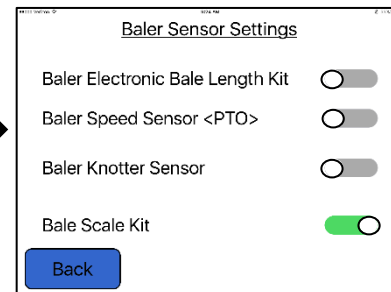 Baler Sensor Settings
Baler Electronic Bale Length Kit
Baler Speed Sensor <PTO>
Baler Knotter Sensor
Bale Scale Kit
Back